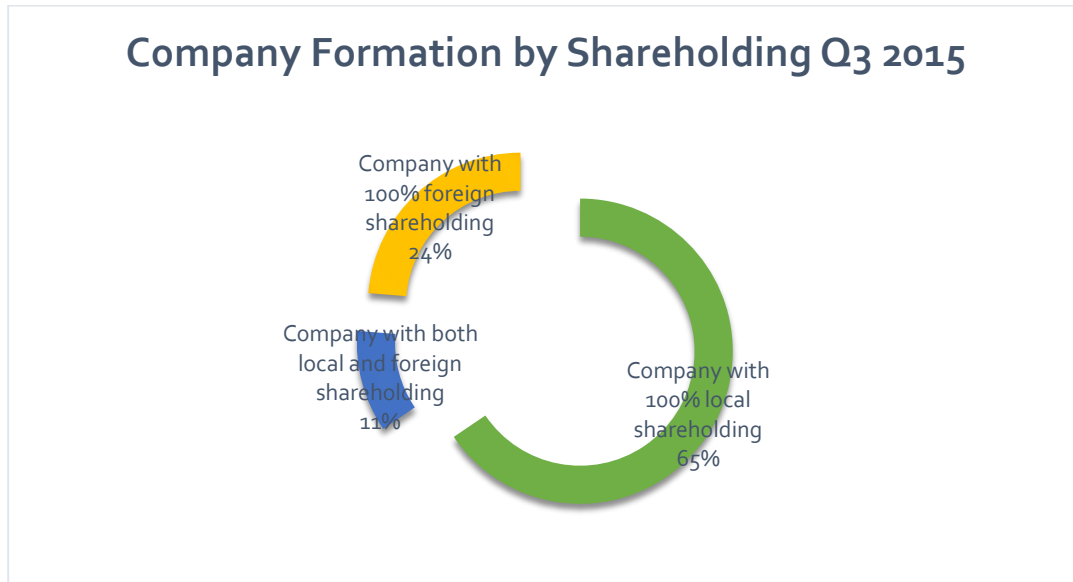 Company Formation by Shareholding Q3 2015
Company with
100% foreign
shareholding
24%
Company with both
local and foreign
shareholding
11%
Company with
100% local
shareholding
65%